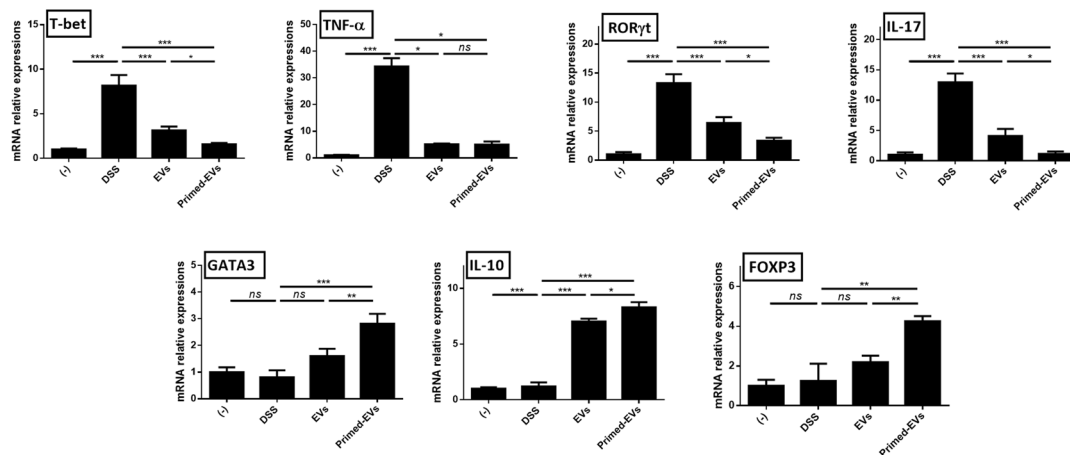 T-bet
mRNA relative expressions
15
10
5
0
***
*** *** *
(-) DSS EVs Primed-EVs
TNF-α
mRNA relative expressions
50
40
30
20
10
0
*
*** * ns
(-) DSS EVs Primed-EVs
RORγt
mRNA relative expressions
25
20
15
10
5
0
***
*** *** *
(-) DSS EVs Primed-EVs
IL-17
mRNA relative expressions
20
15
10
5
0
***
*** *** *
(-) DSS EVs Primed-EVs
GATA3
mRNA relative expressions
5
4
3
2
1
0
***
ns ns **
(-) DSS EVs Primed-EVs
IL-10
mRNA relative expressions
10
5
0
***
*** *** *
(-) DSS EVs Primed-EVs
FOXP3
mRNA relative expressions
6
4
2
0
**
ns ns **
(-) DSS EVs Primed-EVs